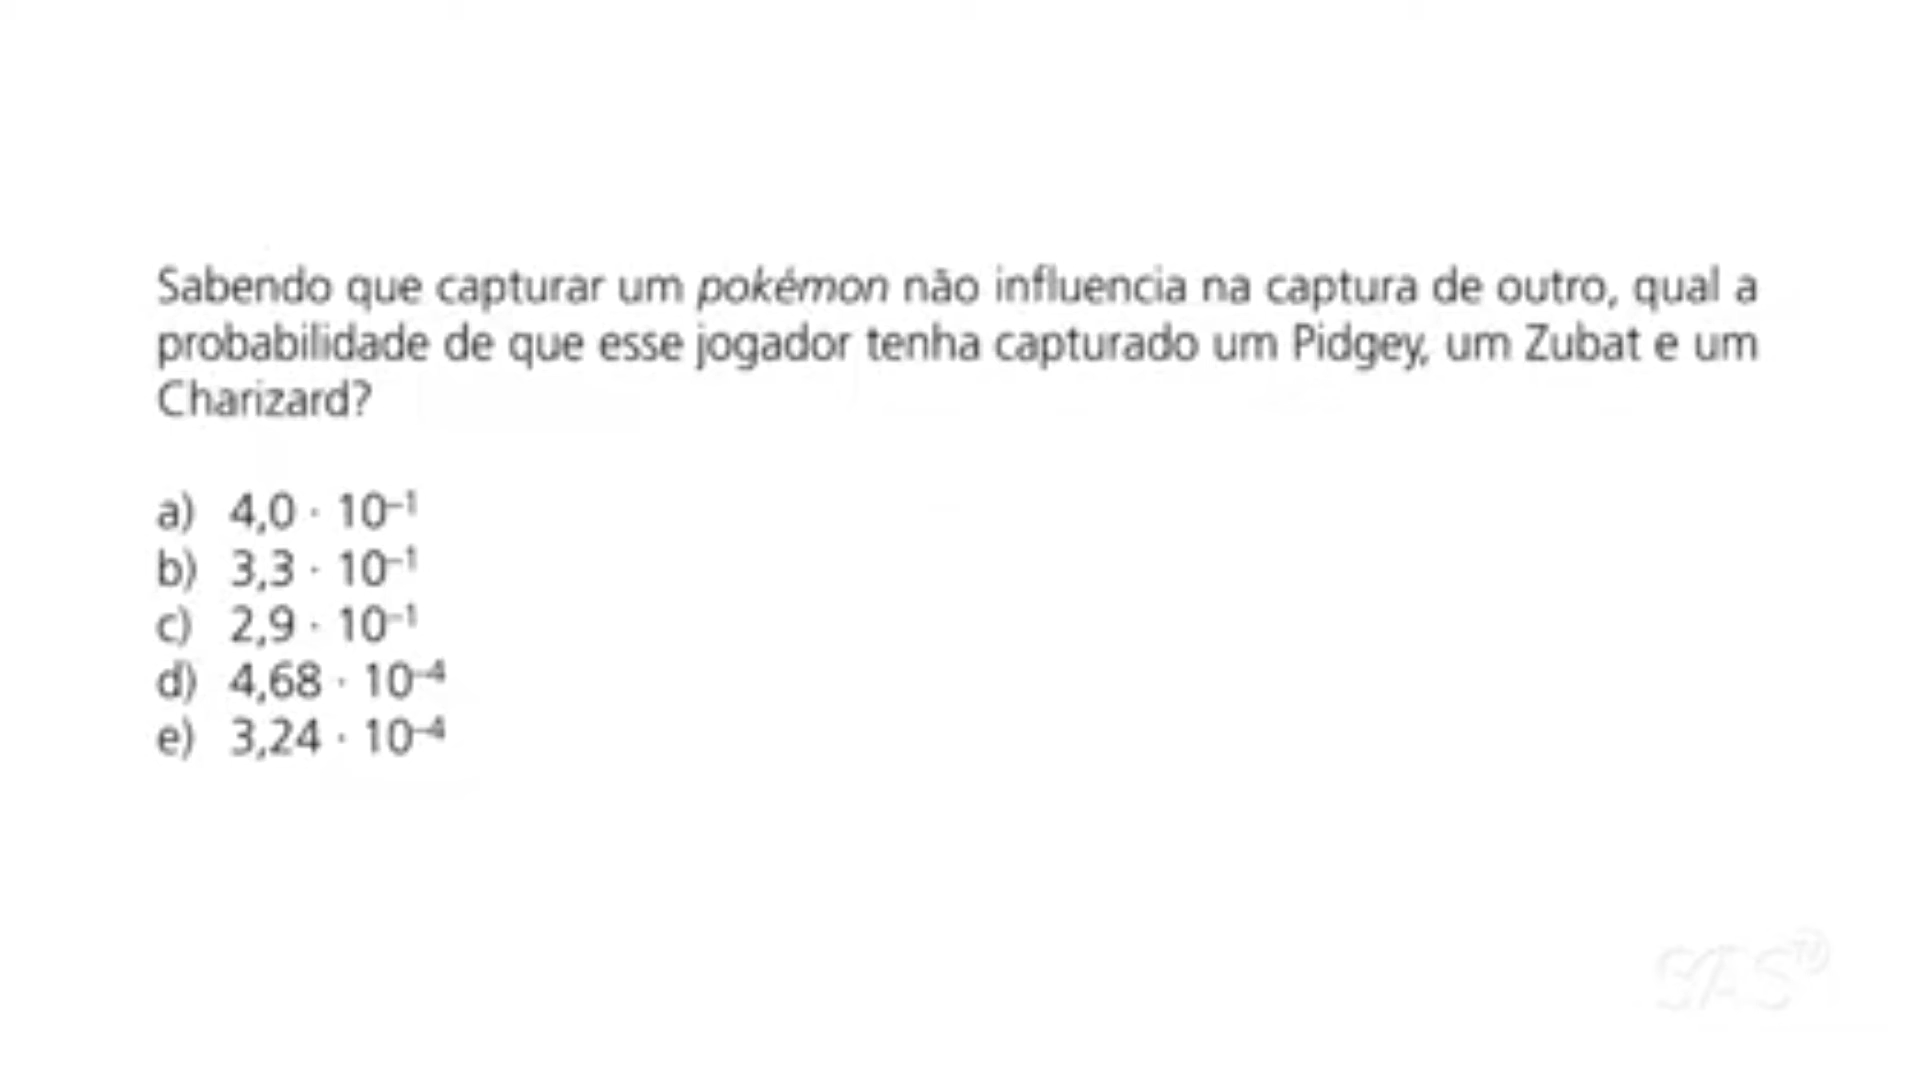 Sabendo que capturar um pokémon não influencia na captura de outro, qual a
probabilidade de que esse jogador tenha capturado um Pidgey, um Zubat e um
Charizard?
a) 4,0 · 10⁻¹
b) 3,3 · 10⁻¹
c) 2,9 · 10⁻¹
d) 4,68 · 10⁻⁴
e) 3,24 · 10⁻⁴
SAS TV